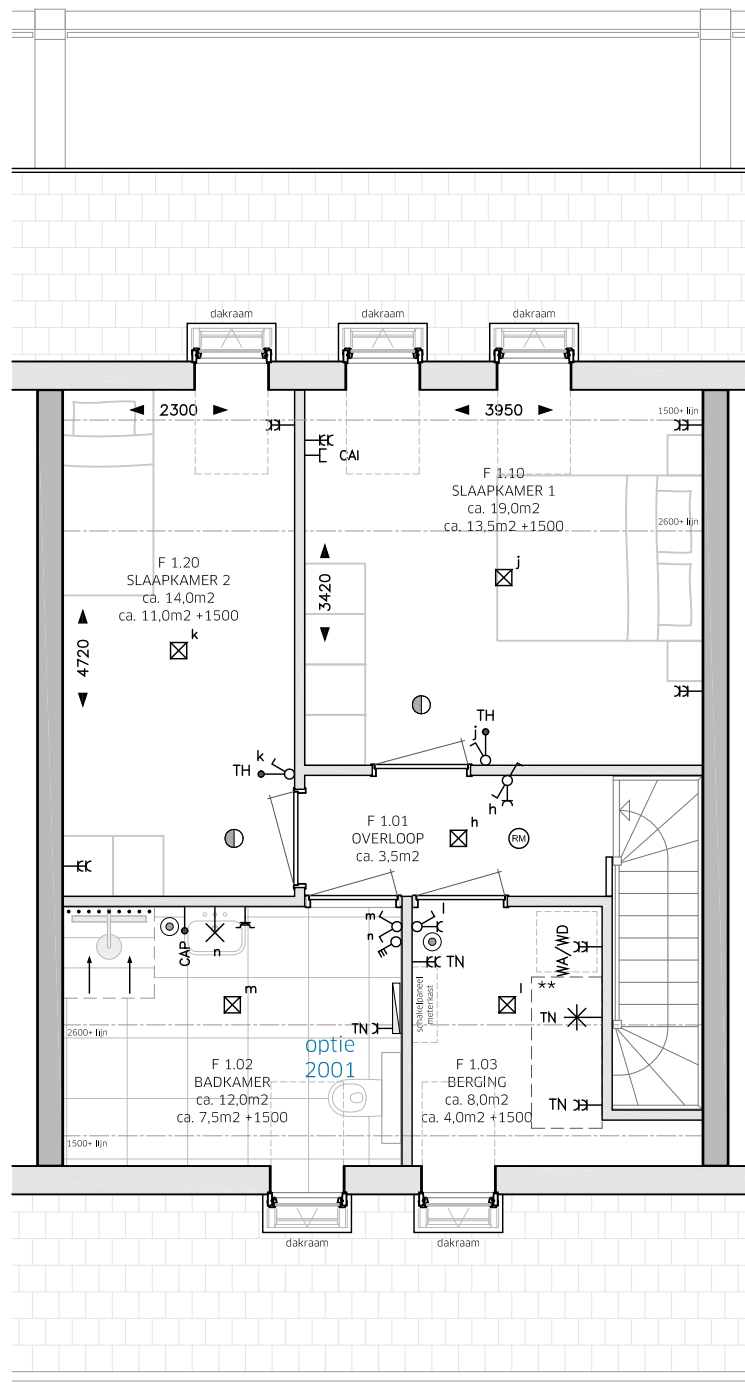 dakraam
dakraam
dakraam
2300
3950
1500+ lijn
CAI
F 1.10
SLAAPKAMER 1
ca. 19,0m2
ca. 13,5m2 +1500
2600+ lijn
j
F 1.20
SLAAPKAMER 2
ca. 14,0m2
ca. 11,0m2 +1500
k
3420
4720
TH
j
k
TH
h
F 1.01
OVERLOOP
ca. 3,5m2
h
RM
m
n
l
CAP
n
TN
WA/WD
schakelpaneel
meterkast
m
l
**
TN
TN
2600+ lijn
optie
2001
F 1.02
BADKAMER
ca. 12,0m2
ca. 7,5m2 +1500
F 1.03
BERGING
ca. 8,0m2
ca. 4,0m2 +1500
TN
1500+ lijn
dakraam
dakraam